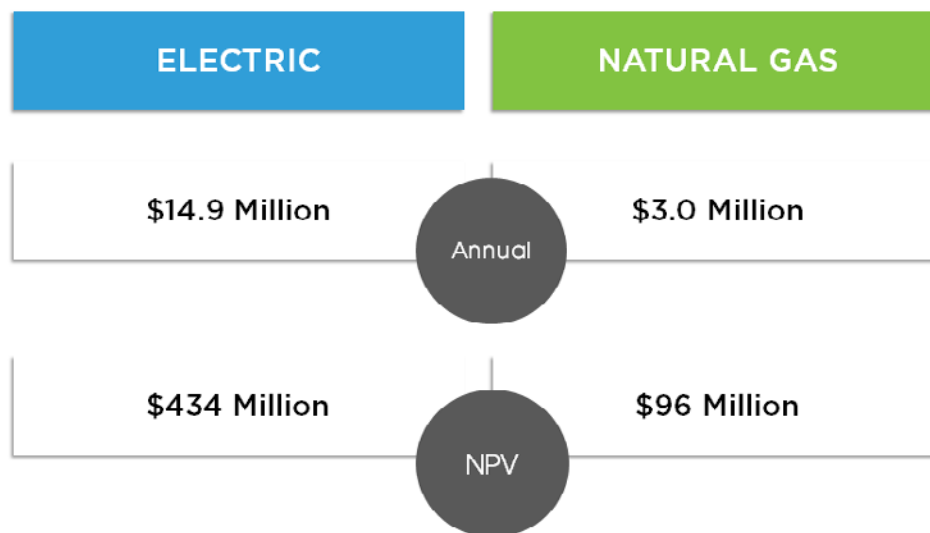 ELECTRIC NATURAL GAS
$14.9 Million $3.0 Million
Annual
$434 Million $96 Million
NPV